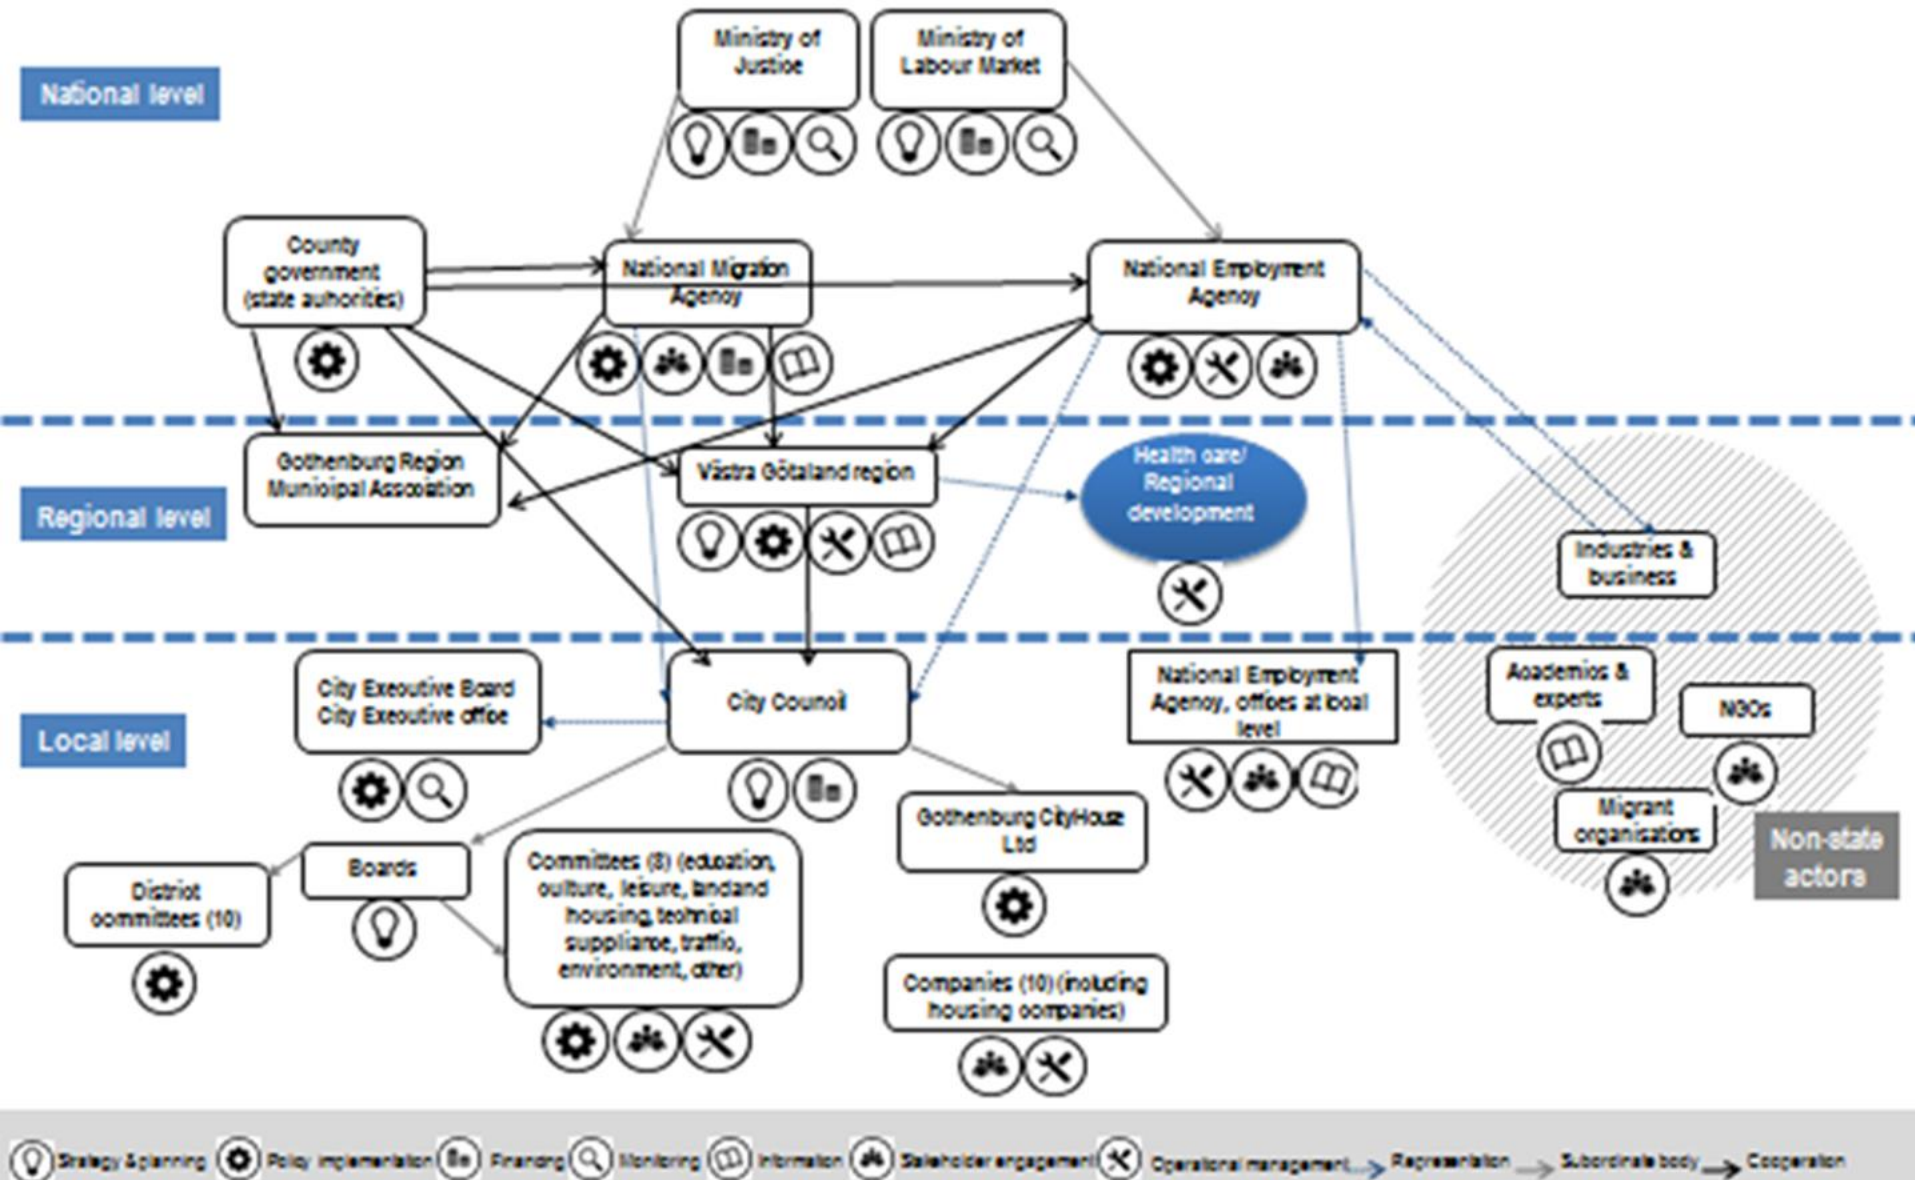 Ministry of
Justice
Ministry of
Labour Market
National level
County
government
(state auhorities)
National Migration
Agency
National Employment
Agency
Gothenburg Region
Municipal Association
Västra Götaland region
Health care/
Regional
development
Regional level
Industries &
business
City Executive Board
City Executive office
City Council
National Employment
Agency, offices at local
level
Academics &
experts
NGOs
Local level
Gothenburg CityHouse
Ltd
Migrant
organisations
Non-state
actors
Boards
District
committees (10)
Committees (8) (education,
culture, leisure, land and
housing, technical
suppliance, traffic,
environment, other)
Companies (10) (including
housing companies)
Strategy & planning
Policy implementation
Financing
Monitoring
Information
Stakeholder engagement
Operational management
Representation
Subordinate body
Cooperation